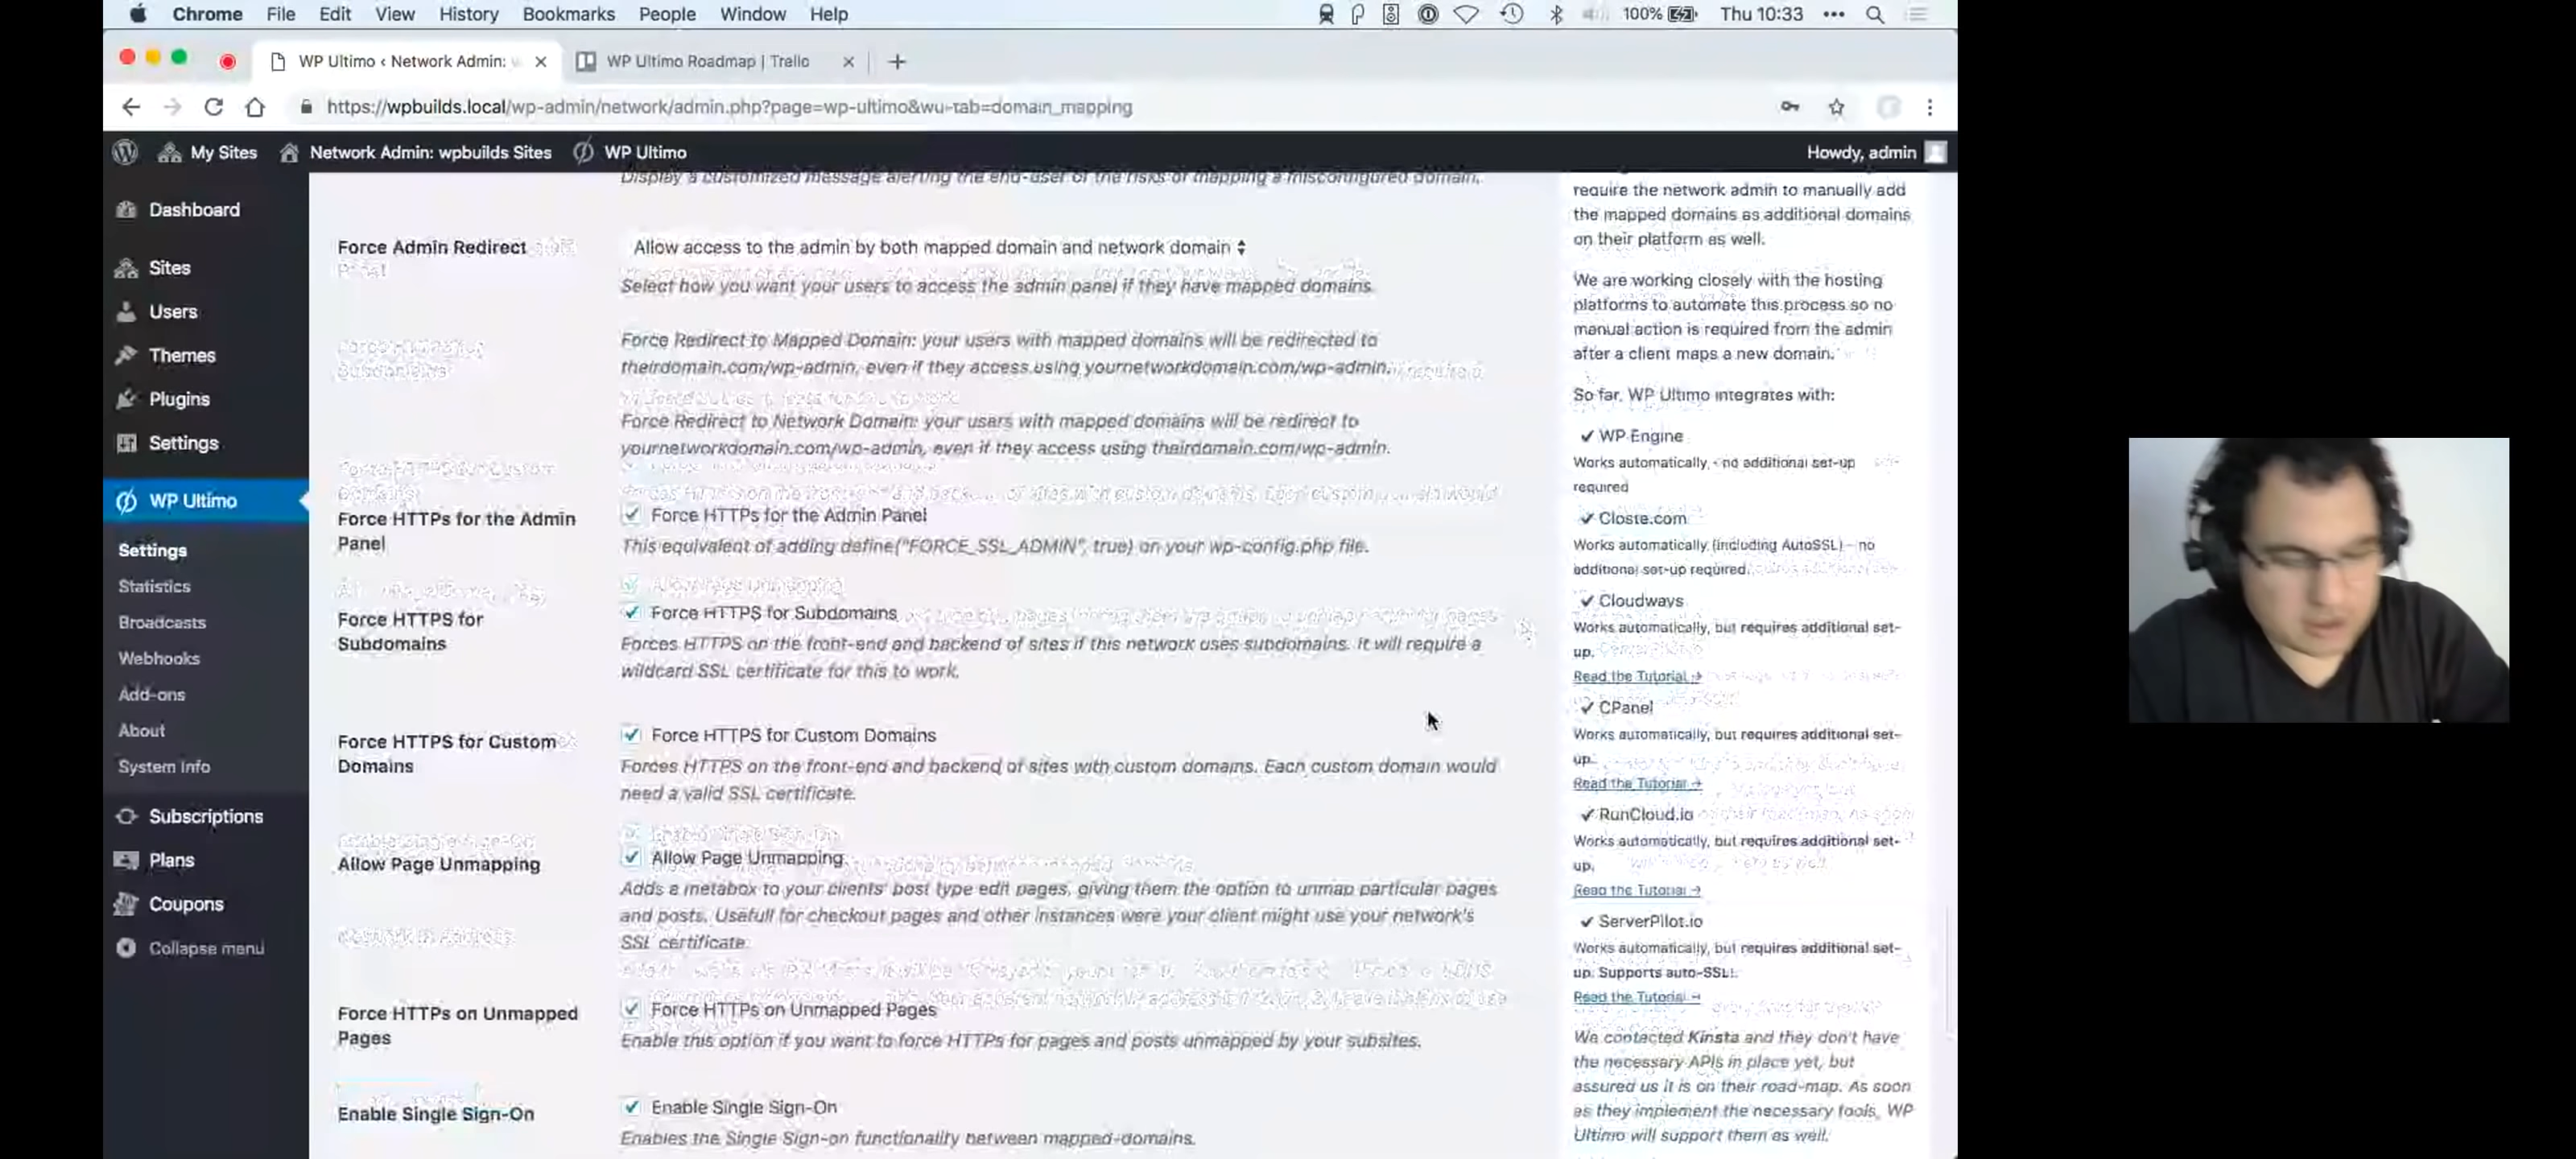 Chrome File Edit View History Bookmarks People Window Help 100% Thu 10:33
WP Ultimo ‹ Network Admin: WP Ultimo Roadmap | Trello
https://wpbuilds.local/wp-admin/network/admin.php?page=wp-ultimo&wu-tab=domain_mapping
My Sites Network Admin: wpbuilds Sites WP Ultimo Howdy, admin
Dashboard
Sites
Users
Themes
Plugins
Settings
WP Ultimo
Settings
Statistics
Broadcasts
Webhooks
Add-ons
About
System Info
Subscriptions
Plans
Coupons
Collapse menu
Display a customized message alerting the end-user of the risks of mapping a misconfigured domain.
Force Admin Redirect
Allow access to the admin by both mapped domain and network domain
Select how you want your users to access the admin panel if they have mapped domains.
Force Redirect to Mapped Domain: your users with mapped domains will be redirected to
theirdomain.com/wp-admin, even if they access using yournetworkdomain.com/wp-admin.
Force Redirect to Network Domain: your users with mapped domains will be redirect to
yournetworkdomain.com/wp-admin, even if they access using theirdomain.com/wp-admin.
Force HTTPs for the Admin
Panel
Force HTTPs for the Admin Panel
This equivalent of adding define("FORCE_SSL_ADMIN", true) on your wp-config.php file.
Force HTTPS for
Subdomains
Force HTTPS for Subdomains
Forces HTTPS on the front-end and backend of sites if this network uses subdomains. It will require a
wildcard SSL certificate for this to work.
Force HTTPS for Custom
Domains
Force HTTPS for Custom Domains
Forces HTTPS on the front-end and backend of sites with custom domains. Each custom domain would
need a valid SSL certificate.
Allow Page Unmapping
Allow Page Unmapping
Adds a metabox to your clients' post type edit pages, giving them the option to unmap particular pages
and posts. Usefull for checkout pages and other instances were your client might use your network's
SSL certificate.
Force HTTPs on Unmapped
Pages
Force HTTPs on Unmapped Pages
Enable this option if you want to force HTTPs for pages and posts unmapped by your subsites.
Enable Single Sign-On
Enable Single Sign-On
Enables the Single Sign-on functionality between mapped-domains.
require the network admin to manually add
the mapped domains as additional domains
on their platform as well.
We are working closely with the hosting
platforms to automate this process so no
manual action is required from the admin
after a client maps a new domain.
So far, WP Ultimo integrates with:
✓ WP Engine
Works automatically, - no additional set-up
required
✓ Closte.com
Works automatically (including AutoSSL) - no
additional set-up required.
✓ Cloudways
Works automatically, but requires additional set-
up.
Read the Tutorial →
✓ CPanel
Works automatically, but requires additional set-
up.
Read the Tutorial →
✓ RunCloud.io
Works automatically, but requires additional set-
up.
Read the Tutorial →
✓ ServerPilot.io
Works automatically, but requires additional set-
up. Supports auto-SSL!.
Read the Tutorial →
We contacted Kinsta and they don't have
the necessary APIs in place yet, but
assured us it is on their road-map. As soon
as they implement the necessary tools, WP
Ultimo will support them as well.